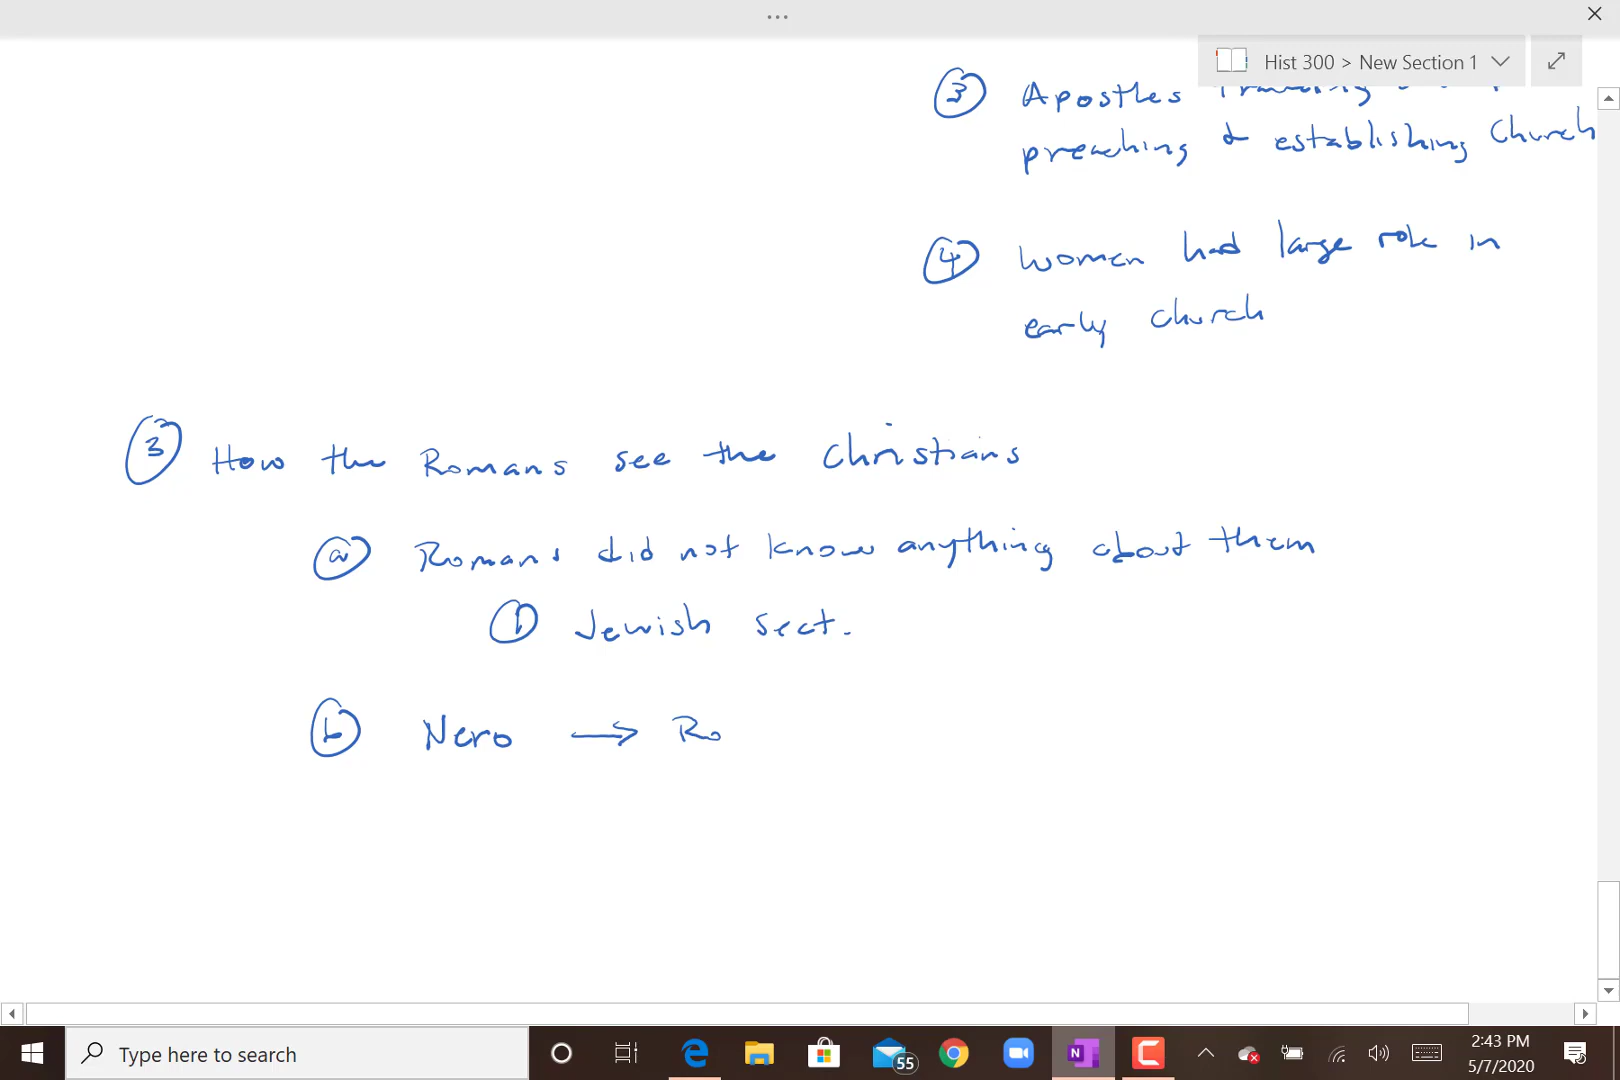 Hist 300 > New Section 1
3 Apostles
preaching & establishing Church
4 Women had large role in
early church
3 How the Romans see the Christians
a Romans did not know anything about them
1 Jewish sect.
b Nero → Ro
Type here to search
55
N
2:43 PM
5/7/2020